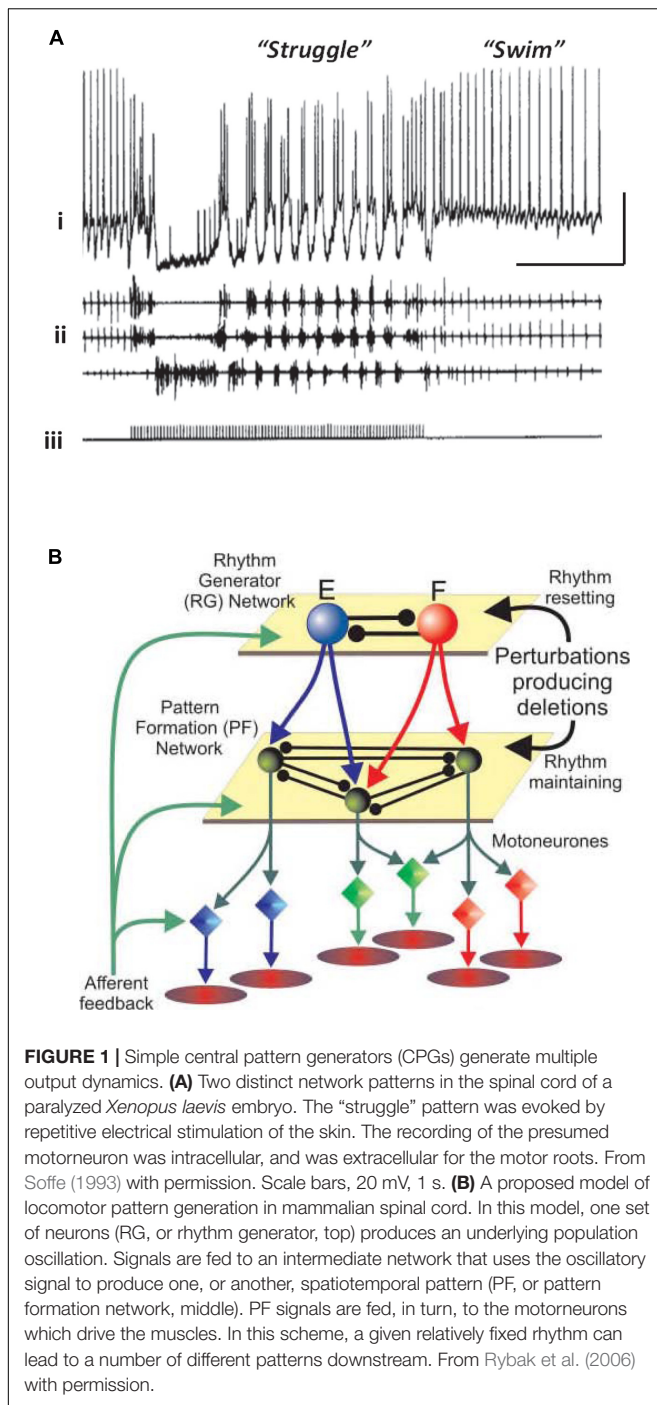 A
"Struggle"
"Swim"
i
ii
iii
B
Rhythm
Generator
(RG) Network
E
F
Rhythm
resetting
Perturbations
producing
deletions
Pattern
Formation (PF)
Network
Rhythm
maintaining
Motoneurones
Afferent
feedback
FIGURE 1 | Simple central pattern generators (CPGs) generate multiple
output dynamics. (A) Two distinct network patterns in the spinal cord of a
paralyzed Xenopus laevis embryo. The “struggle” pattern was evoked by
repetitive electrical stimulation of the skin. The recording of the presumed
motorneuron was intracellular, and was extracellular for the motor roots. From
Soffe (1993) with permission. Scale bars, 20 mV, 1 s. (B) A proposed model of
locomotor pattern generation in mammalian spinal cord. In this model, one set
of neurons (RG, or rhythm generator, top) produces an underlying population
oscillation. Signals are fed to an intermediate network that uses the oscillatory
signal to produce one, or another, spatiotemporal pattern (PF, or pattern
formation network, middle). PF signals are fed, in turn, to the motorneurons
which drive the muscles. In this scheme, a given relatively fixed rhythm can
lead to a number of different patterns downstream. From Rybak et al. (2006)
with permission.